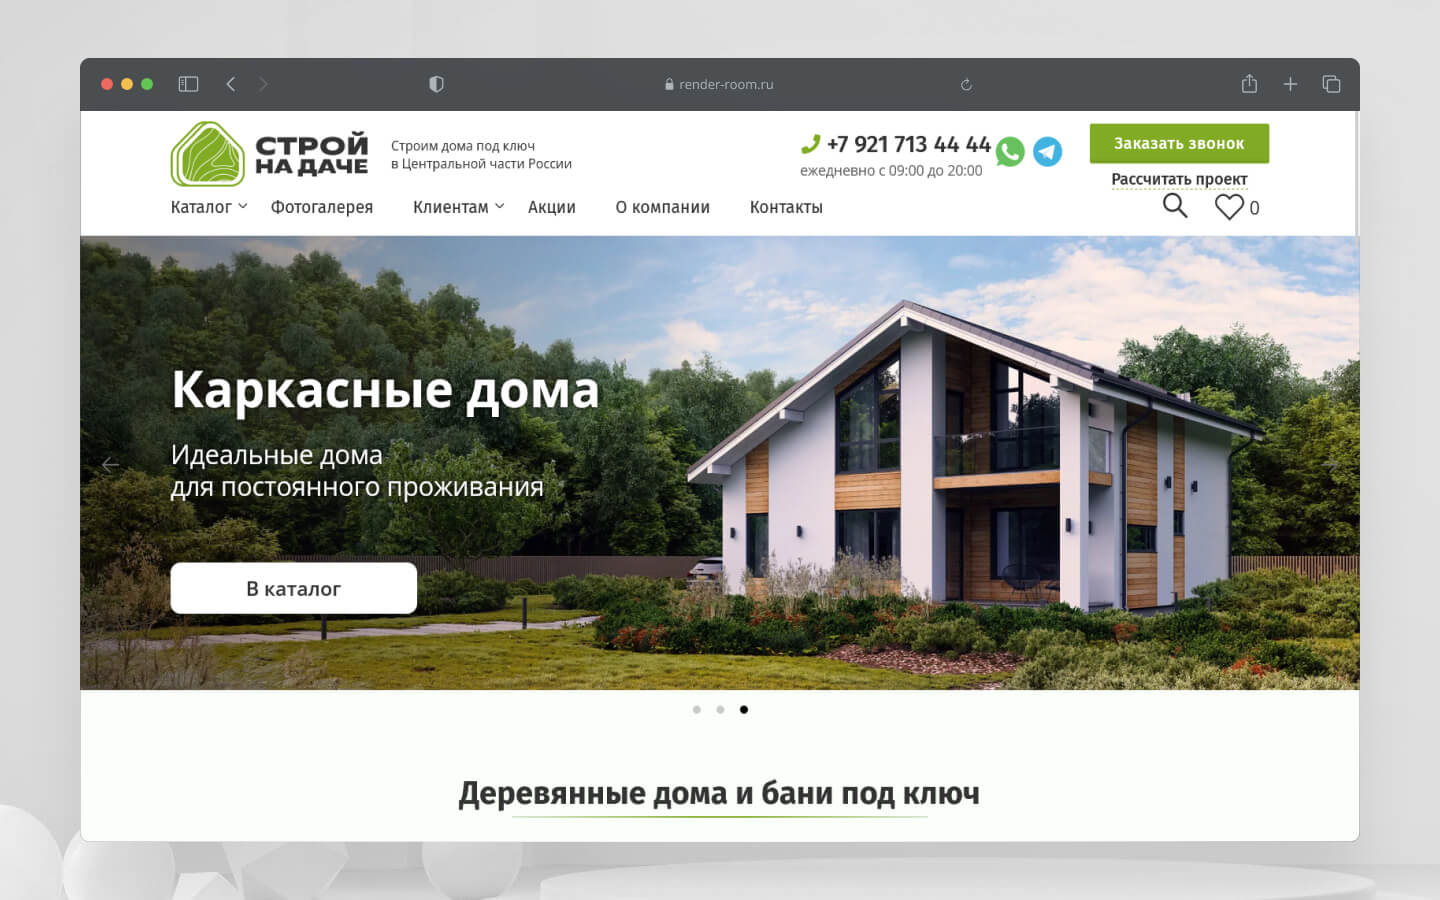 render-room.ru
СТРОЙ
НА ДАЧЕ
Строим дома под ключ
в Центральной части России
+7 921 713 44 44
ежедневно с 09:00 до 20:00
Заказать звонок
Рассчитать проект
Каталог
Фотогалерея
Клиентам
Акции
О компании
Контакты
0
Каркасные дома
Идеальные дома
для постоянного проживания
В каталог
Деревянные дома и бани под ключ